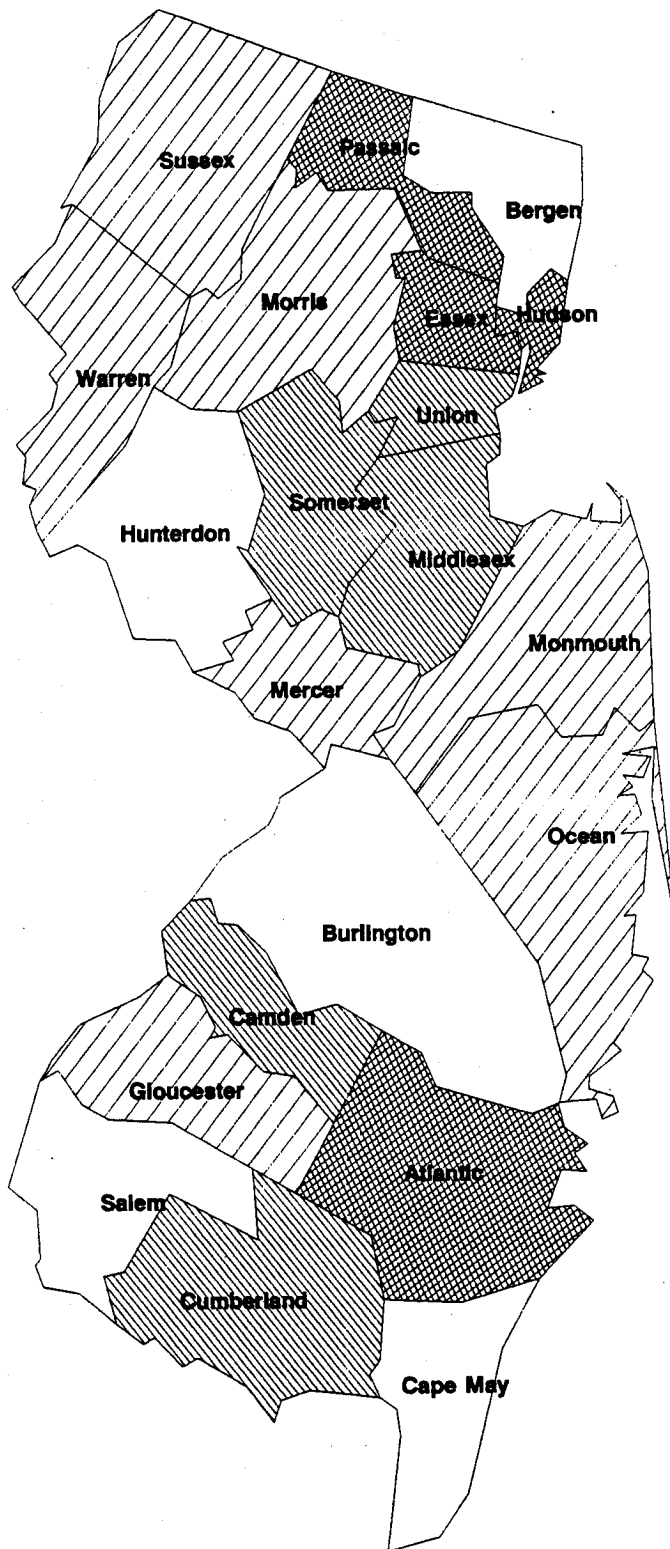 Passaic
Sussex
Bergen
Morris
Essex
Hudson
Warren
Union
Somerset
Hunterdon
Middlesex
Monmouth
Mercer
Ocean
Burlington
Camden
Gloucester
Atlantic
Salem
Cumberland
Cape May